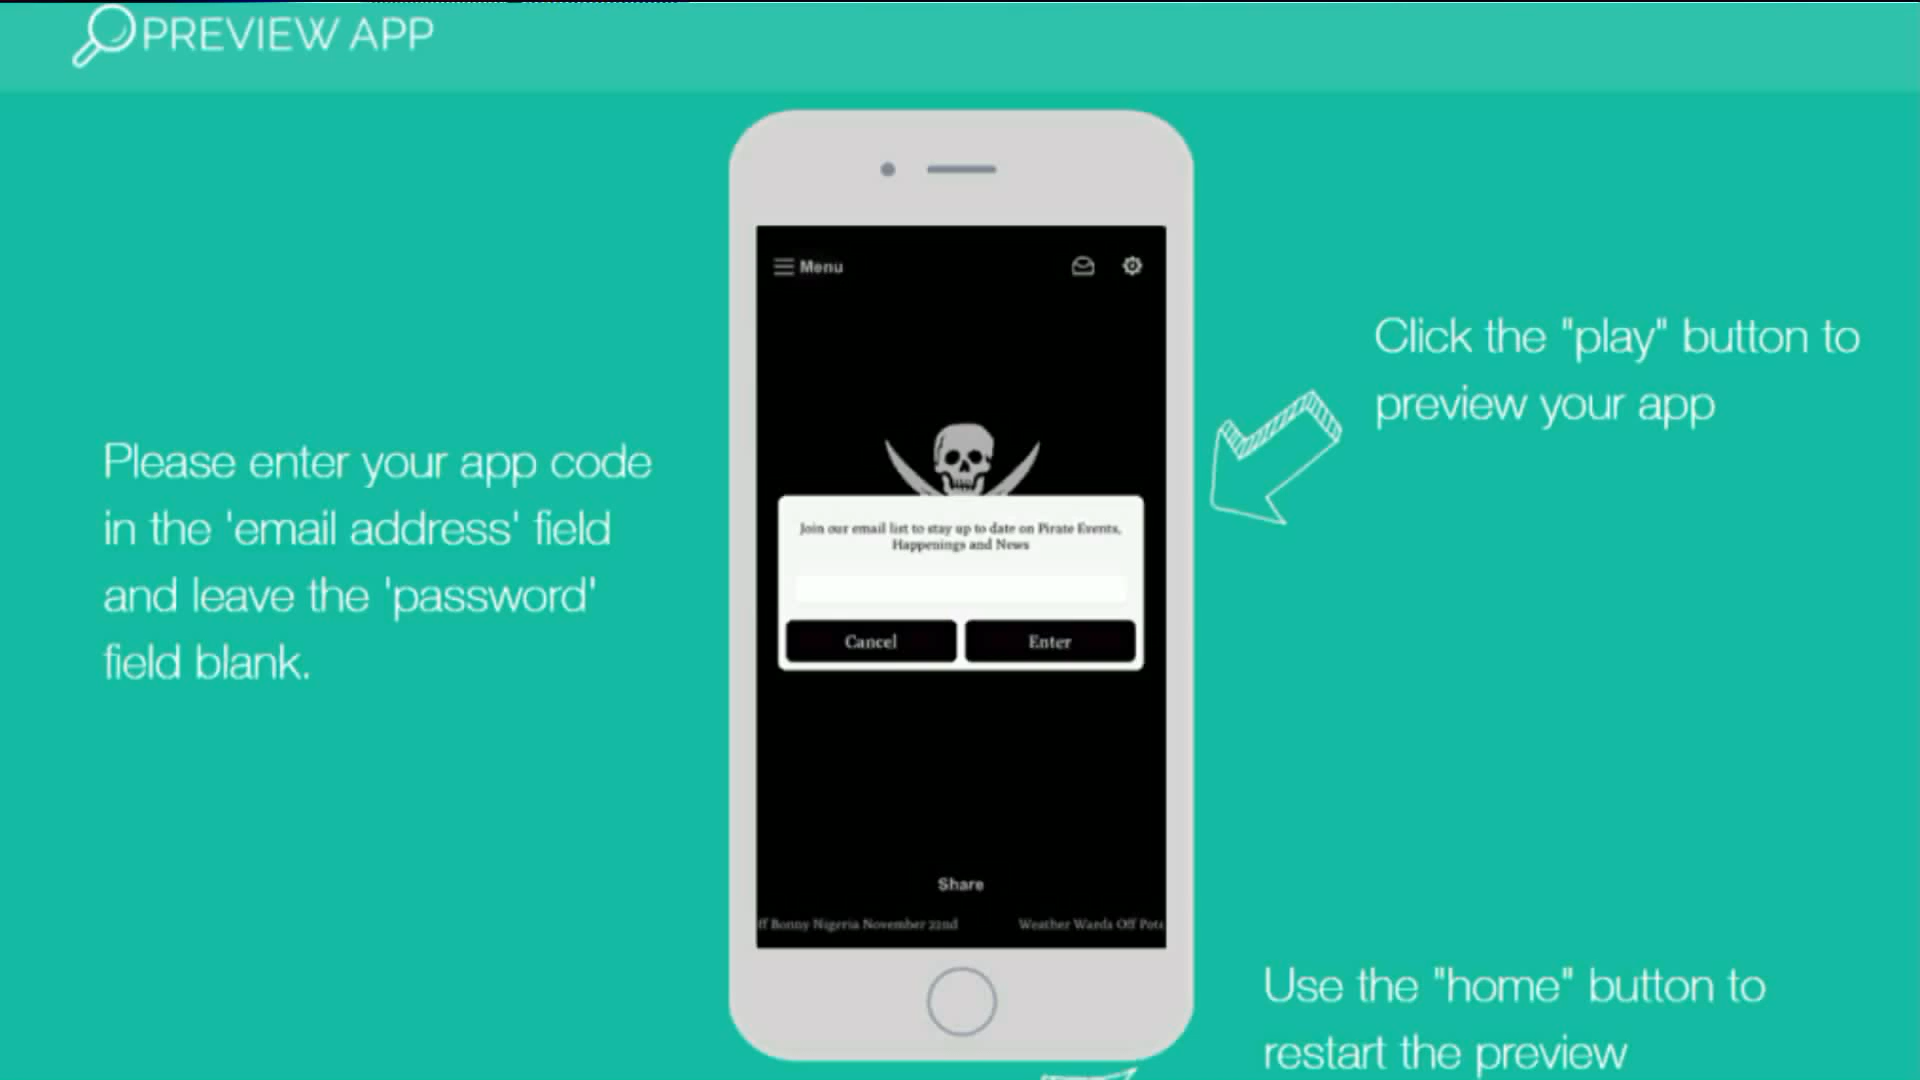 PREVIEW APP
Menu
Click the "play" button to
preview your app
Please enter your app code
in the 'email address' field
and leave the 'password'
field blank.
Join our email list to stay up to date on Pirate Events,
Happenings and News
Cancel Enter
Share
ff Bonny Nigeria November 22nd Weather Wards Off Pote
Use the "home" button to
restart the preview